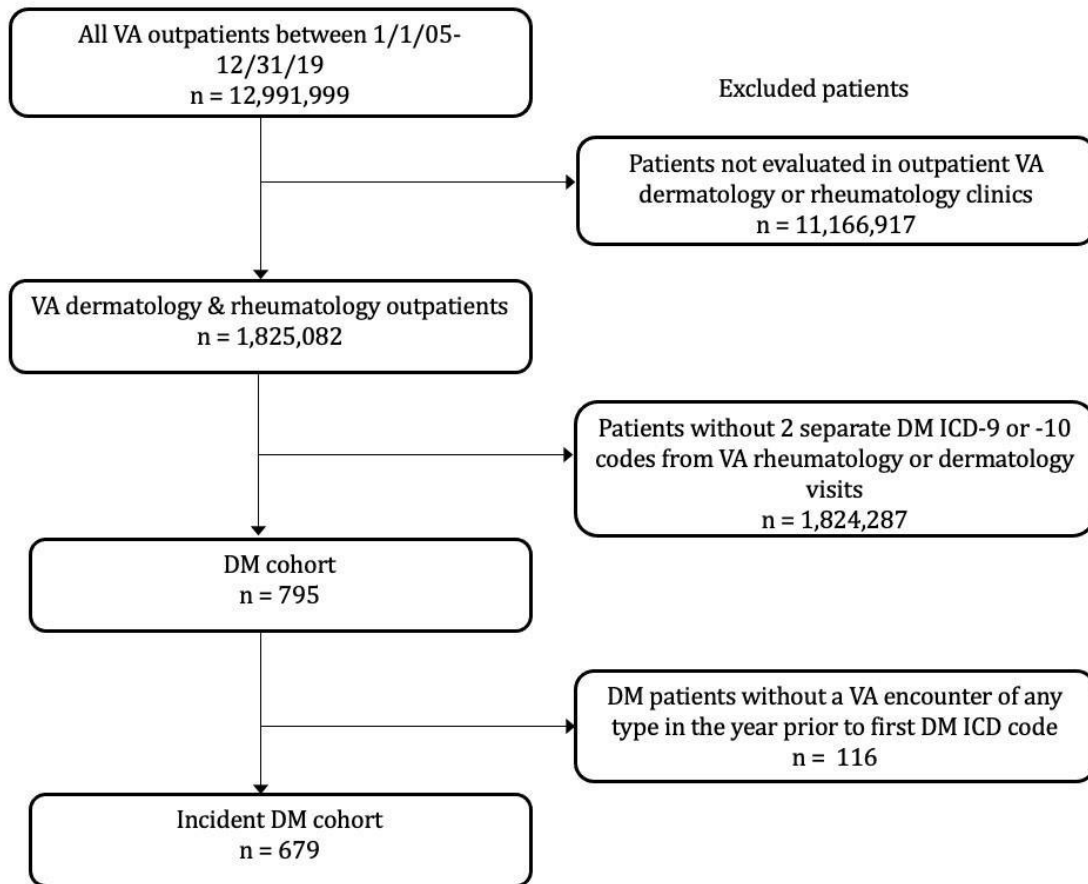 All VA outpatients between 1/1/05-
12/31/19
n = 12,991,999
Excluded patients
Patients not evaluated in outpatient VA
dermatology or rheumatology clinics
n = 11,166,917
VA dermatology & rheumatology outpatients
n = 1,825,082
Patients without 2 separate DM ICD-9 or -10
codes from VA rheumatology or dermatology
visits
n = 1,824,287
DM cohort
n = 795
DM patients without a VA encounter of any
type in the year prior to first DM ICD code
n = 116
Incident DM cohort
n = 679